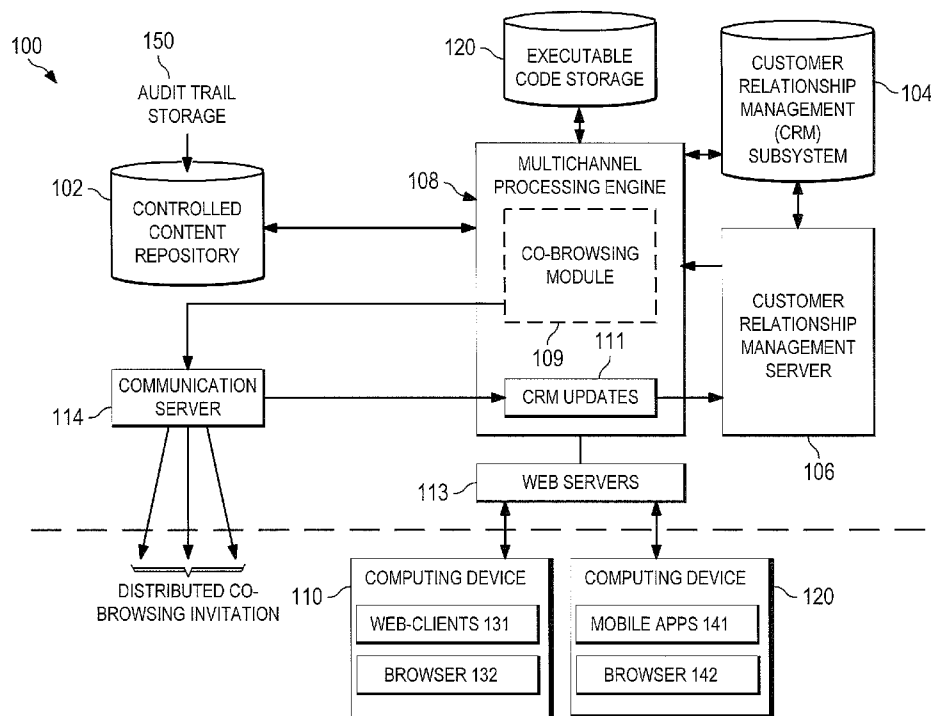 100
150
AUDIT TRAIL
STORAGE
120
EXECUTABLE
CODE STORAGE
CUSTOMER
RELATIONSHIP
MANAGEMENT
(CRM)
SUBSYSTEM
104
102
CONTROLLED
CONTENT
REPOSITORY
108
MULTICHANNEL
PROCESSING ENGINE
CO-BROWSING
MODULE
109
111
CRM UPDATES
CUSTOMER
RELATIONSHIP
MANAGEMENT
SERVER
106
COMMUNICATION
SERVER
114
113
WEB SERVERS
DISTRIBUTED CO-
BROWSING INVITATION
110
COMPUTING DEVICE
WEB-CLIENTS 131
BROWSER 132
COMPUTING DEVICE
120
MOBILE APPS 141
BROWSER 142